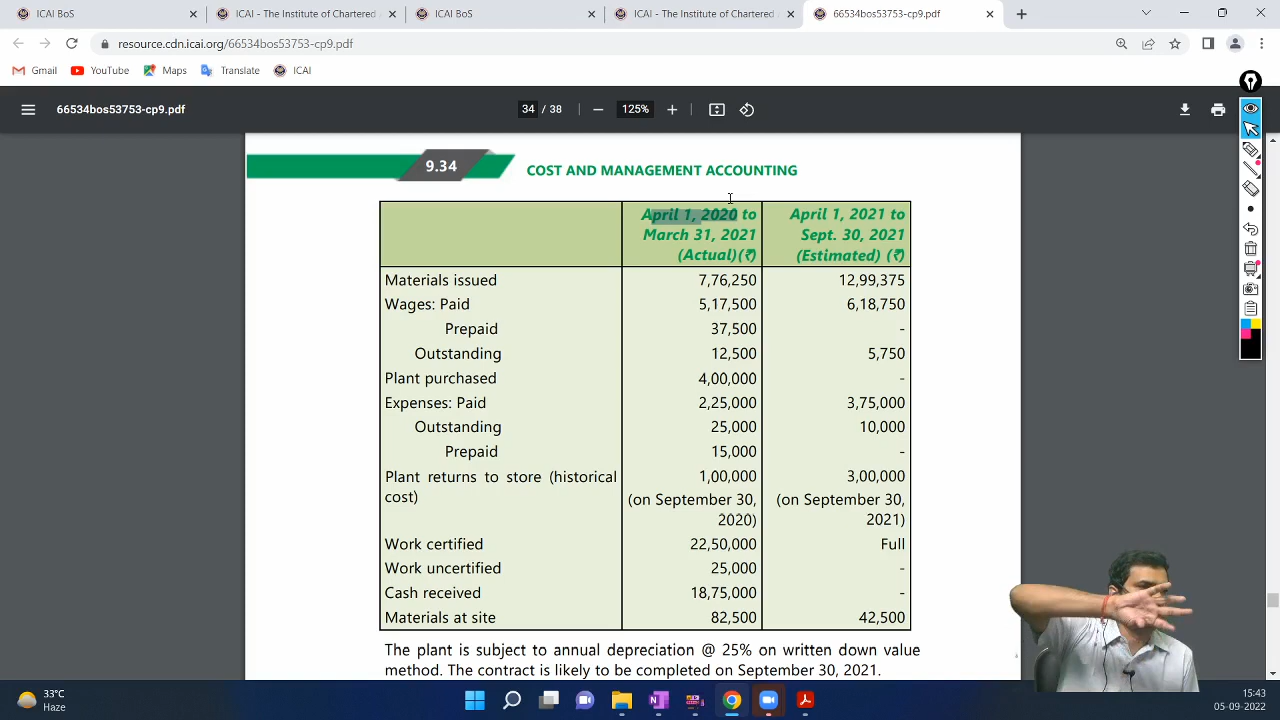 ICAI BoS
ICAI - The Institute of Chartered
ICAI BoS
ICAI - The Institute of Chartered
66534bos53753-cp9.pdf
resource.cdn.icai.org/66534bos53753-cp9.pdf
Gmail YouTube Maps Translate ICAI
66534bos53753-cp9.pdf
34 / 38
125%
9.34 COST AND MANAGEMENT ACCOUNTING
April 1, 2020 to March 31, 2021 (Actual)(₹)
April 1, 2021 to Sept. 30, 2021 (Estimated) (₹)
Materials issued 7,76,250 12,99,375
Wages: Paid 5,17,500 6,18,750
Prepaid 37,500 -
Outstanding 12,500 5,750
Plant purchased 4,00,000 -
Expenses: Paid 2,25,000 3,75,000
Outstanding 25,000 10,000
Prepaid 15,000 -
Plant returns to store (historical cost) 1,00,000 (on September 30, 2020) 3,00,000 (on September 30, 2021)
Work certified 22,50,000 Full
Work uncertified 25,000 -
Cash received 18,75,000 -
Materials at site 82,500 42,500
The plant is subject to annual depreciation @ 25% on written down value
method. The contract is likely to be completed on September 30, 2021.
33°C
Haze
15:43
05-09-2022